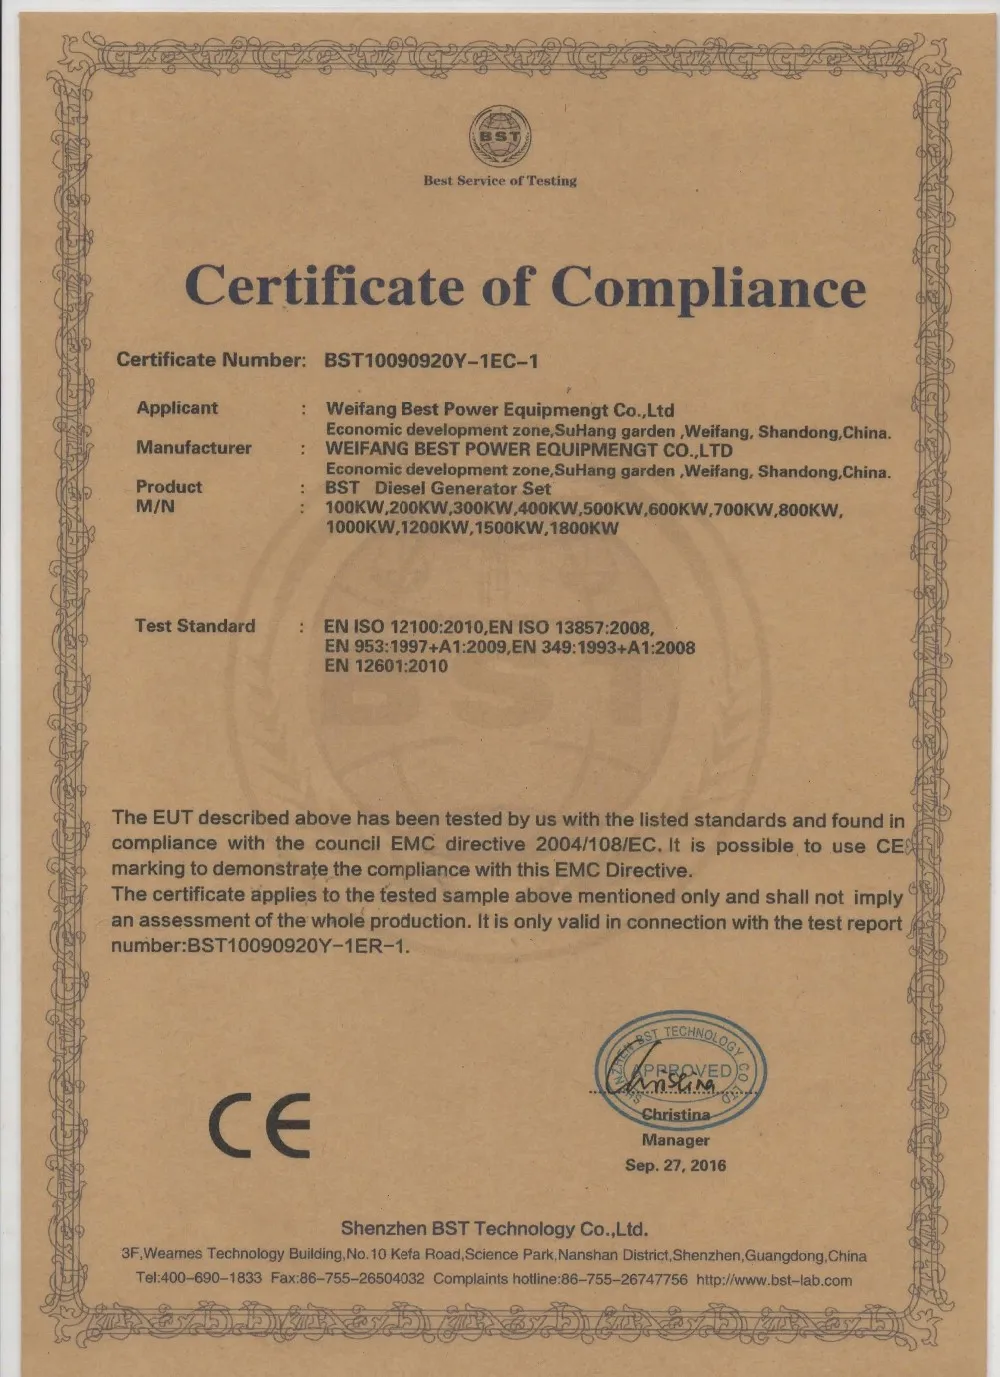 BST
Best Service of Testing
Certificate of Compliance
Certificate Number: BST10090920Y-1EC-1
Applicant : Weifang Best Power Equipmengt Co.,Ltd
Economic development zone,SuHang garden ,Weifang, Shandong,China.
Manufacturer : WEIFANG BEST POWER EQUIPMENGT CO.,LTD
Economic development zone,SuHang garden ,Weifang, Shandong,China.
Product : BST Diesel Generator Set
M/N : 100KW,200KW,300KW,400KW,500KW,600KW,700KW,800KW,
1000KW,1200KW,1500KW,1800KW
Test Standard : EN ISO 12100:2010,EN ISO 13857:2008,
EN 953:1997+A1:2009,EN 349:1993+A1:2008
EN 12601:2010
BST
The EUT described above has been tested by us with the listed standards and found in
compliance with the council EMC directive 2004/108/EC. It is possible to use CE
marking to demonstrate the compliance with this EMC Directive.
The certificate applies to the tested sample above mentioned only and shall not imply
an assessment of the whole production. It is only valid in connection with the test report
number:BST10090920Y-1ER-1.
CE
SHENZHEN BST TECHNOLOGY CO LTD
APPROVED
Christina
Christina
Manager
Sep. 27, 2016
Shenzhen BST Technology Co.,Ltd.
3F,Weames Technology Building,No.10 Kefa Road,Science Park,Nanshan District,Shenzhen,Guangdong,China
Tel:400-690-1833 Fax:86-755-26504032 Complaints hotline:86-755-26747756 http://www.bst-lab.com